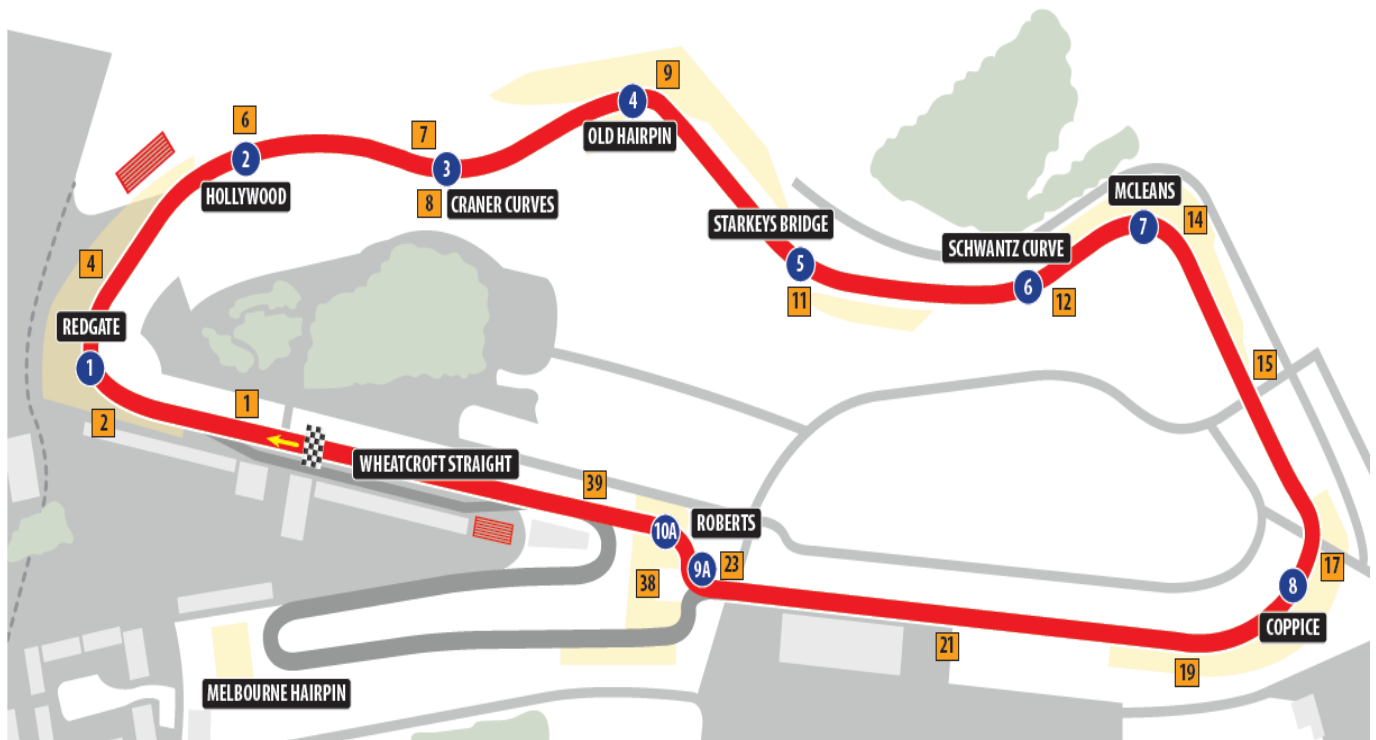 9
4
OLD HAIRPIN
6
2
HOLLYWOOD
7
3
8
CRANER CURVES
MCLEANS
7
14
STARKEYS BRIDGE
5
11
SCHWANTZ CURVE
6
12
4
REDGATE
1
2
1
15
WHEATCROFT STRAIGHT
39
10A
ROBERTS
9A
23
38
17
8
COPPICE
21
19
MELBOURNE HAIRPIN